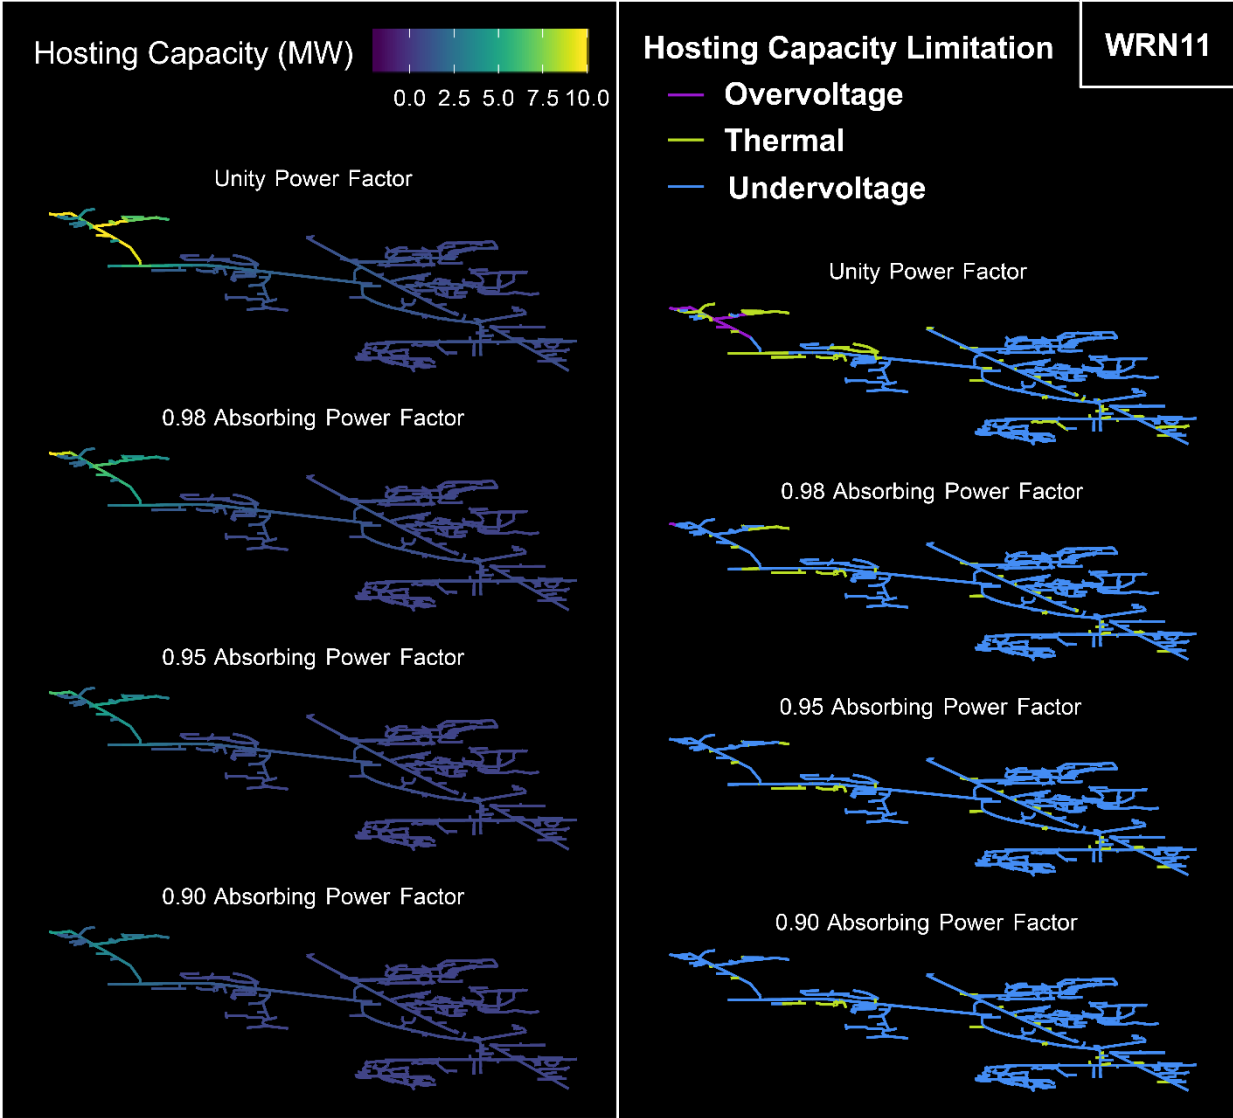 Hosting Capacity (MW)
0.0 2.5 5.0 7.5 10.0
Unity Power Factor
0.98 Absorbing Power Factor
0.95 Absorbing Power Factor
0.90 Absorbing Power Factor
Hosting Capacity Limitation
WRN11
Overvoltage
Thermal
Undervoltage
Unity Power Factor
0.98 Absorbing Power Factor
0.95 Absorbing Power Factor
0.90 Absorbing Power Factor